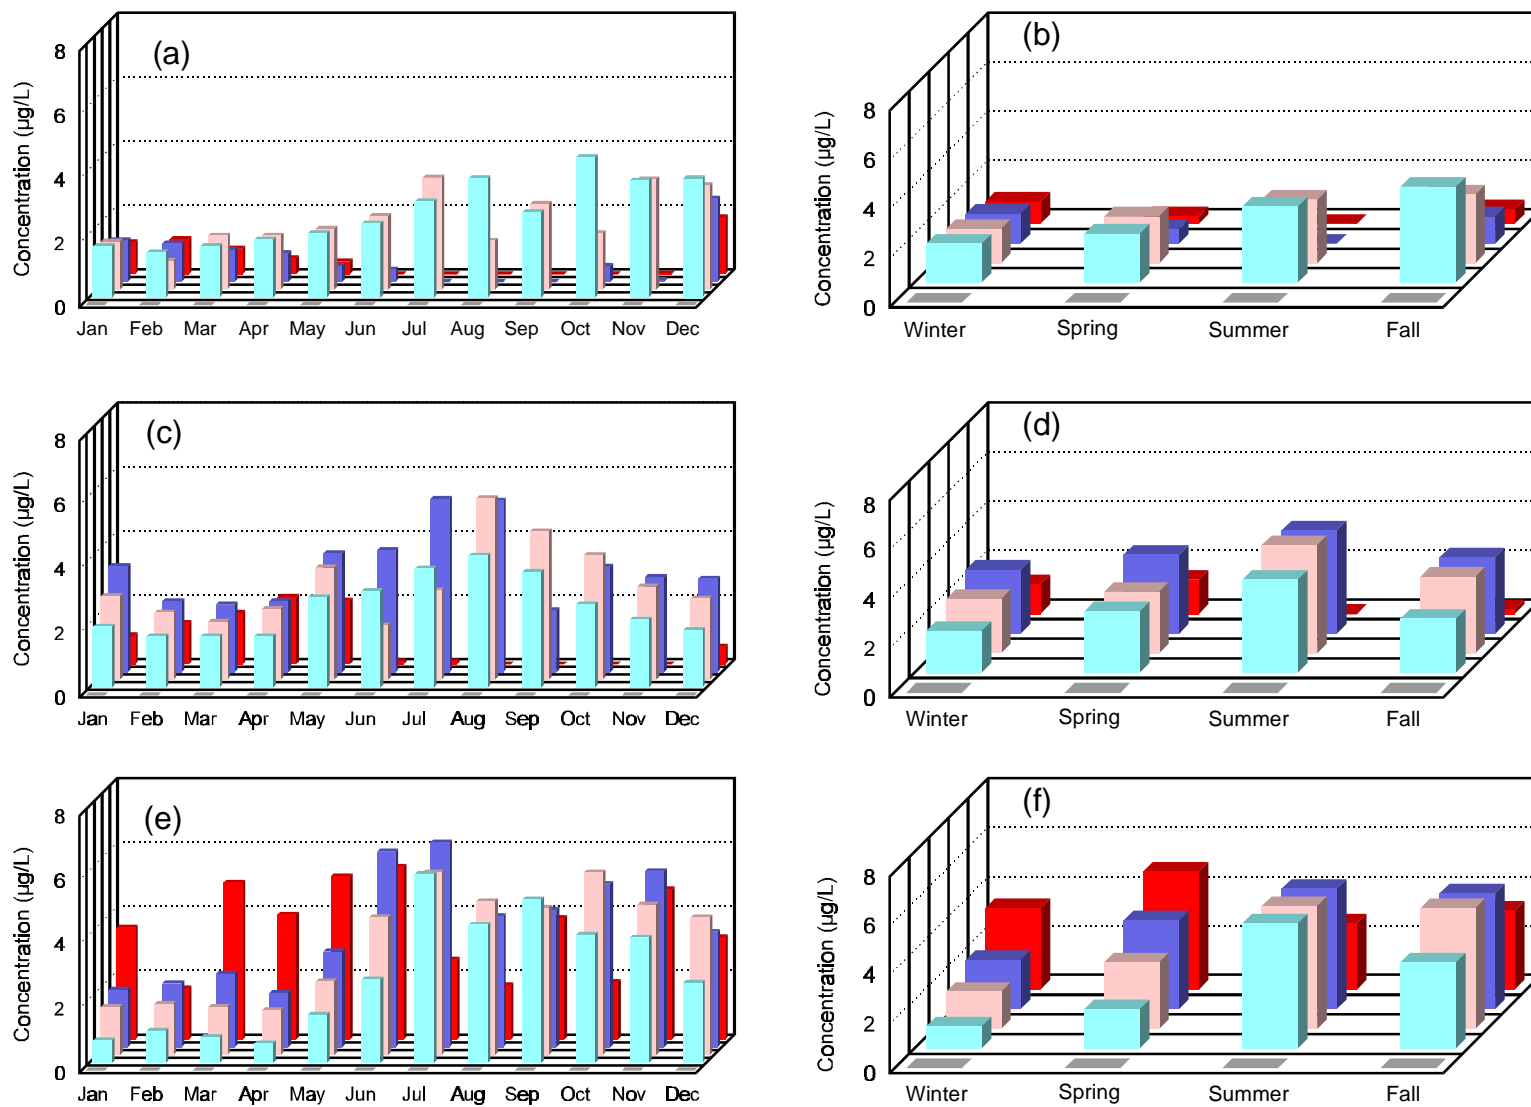 (a)
Concentration (µg/L)
8
6
4
2
0
Jan Feb Mar Apr May Jun Jul Aug Sep Oct Nov Dec
(b)
Concentration (µg/L)
8
6
4
2
0
Winter Spring Summer Fall
(c)
Concentration (µg/L)
8
6
4
2
0
Jan Feb Mar Apr May Jun Jul Aug Sep Oct Nov Dec
(d)
Concentration (µg/L)
8
6
4
2
0
Winter Spring Summer Fall
(e)
Concentration (µg/L)
8
6
4
2
0
Jan Feb Mar Apr May Jun Jul Aug Sep Oct Nov Dec
(f)
Concentration (µg/L)
8
6
4
2
0
Winter Spring Summer Fall